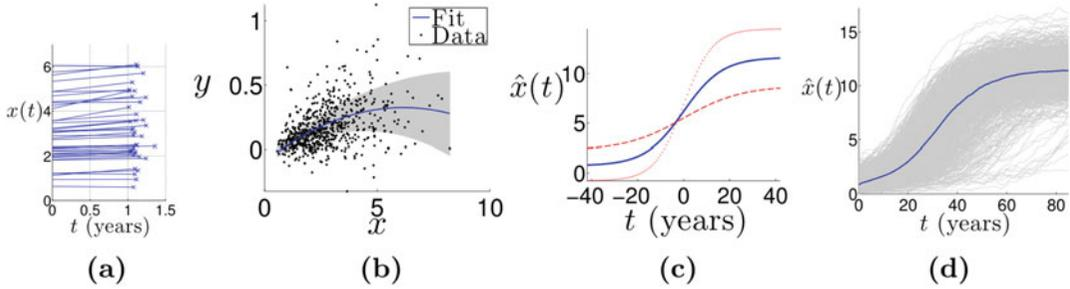 6
x(t)
4
2
0
0 0.5 1 1.5
t (years)
(a)
1
y
0.5
0
Fit
Data
0 5 10
x
(b)
x̂(t)
10
5
0
−40 −20 0 20 40
t (years)
(c)
15
x̂(t)
10
5
0
0 20 40 60 80
t (years)
(d)